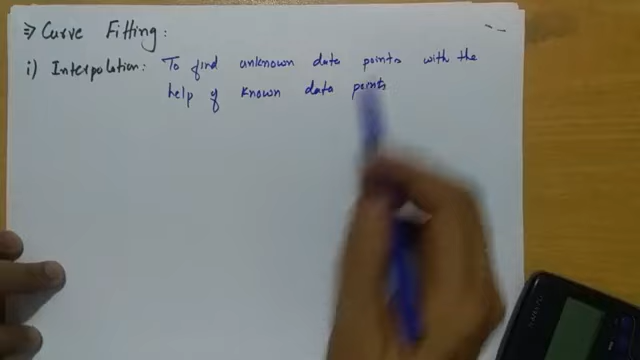 ⇒ Curve Fitting:
i) Interpolation: To find unknown data points with the
help of known data points